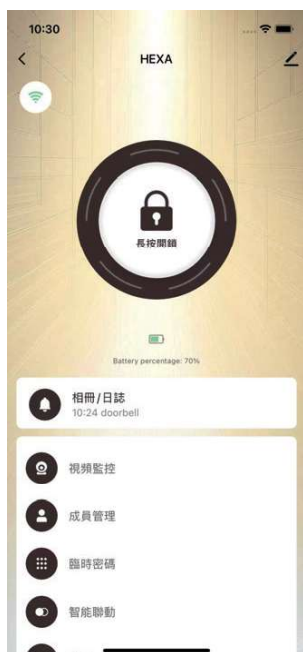 10:30
HEXA
長按開鎖
Battery percentage: 70%
相冊/日誌
10:24 doorbell
視頻監控
成員管理
臨時密碼
智能聯動